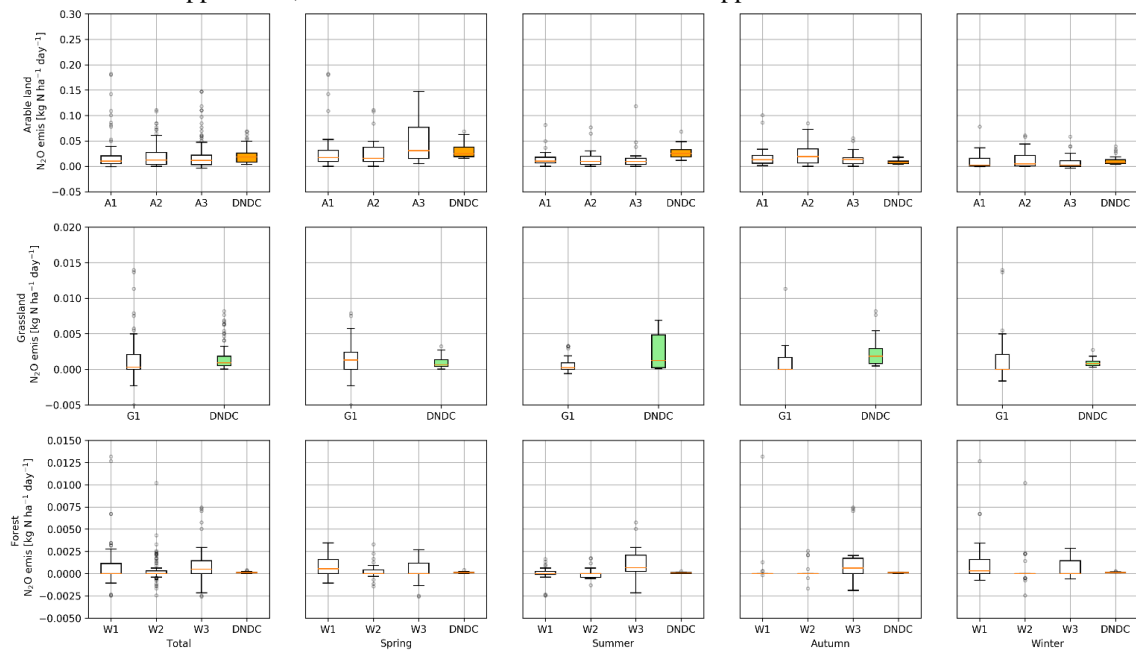 0.30
0.25
0.20
0.15
0.10
0.05
0.00
−0.05
Arable land
N₂O emis [kg N ha⁻¹ day⁻¹]
A1 A2 A3 DNDC A1 A2 A3 DNDC A1 A2 A3 DNDC A1 A2 A3 DNDC A1 A2 A3 DNDC
0.020
0.015
0.010
0.005
0.000
−0.005
Grassland
N₂O emis [kg N ha⁻¹ day⁻¹]
G1 DNDC G1 DNDC G1 DNDC G1 DNDC G1 DNDC
0.0150
0.0125
0.0100
0.0075
0.0050
0.0025
0.0000
−0.0025
−0.0050
Forest
N₂O emis [kg N ha⁻¹ day⁻¹]
W1 W2 W3 DNDC W1 W2 W3 DNDC W1 W2 W3 DNDC W1 W2 W3 DNDC W1 W2 W3 DNDC
Total Spring Summer Autumn Winter